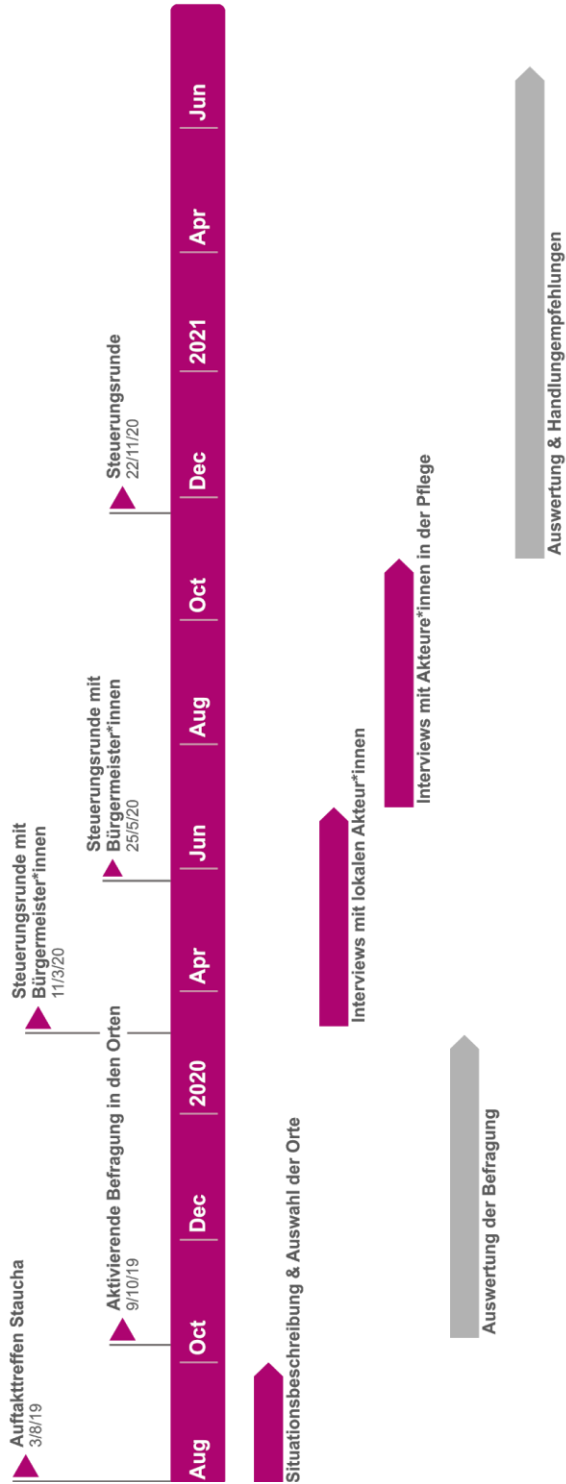 Auftakttreffen Staucha
3/8/19
Aktivierende Befragung in den Orten
9/10/19
Steuerungsrunde mit
Bürgermeister*innen
11/3/20
Steuerungsrunde mit
Bürgermeister*innen
25/5/20
Steuerungsrunde
22/11/20
Aug Oct Dec 2020 Apr Jun Aug Oct Dec 2021 Apr Jun
Situationsbeschreibung & Auswahl der Orte
Interviews mit lokalen Akteur*innen
Interviews mit Akteure*innen in der Pflege
Auswertung der Befragung
Auswertung & Handlungempfehlungen